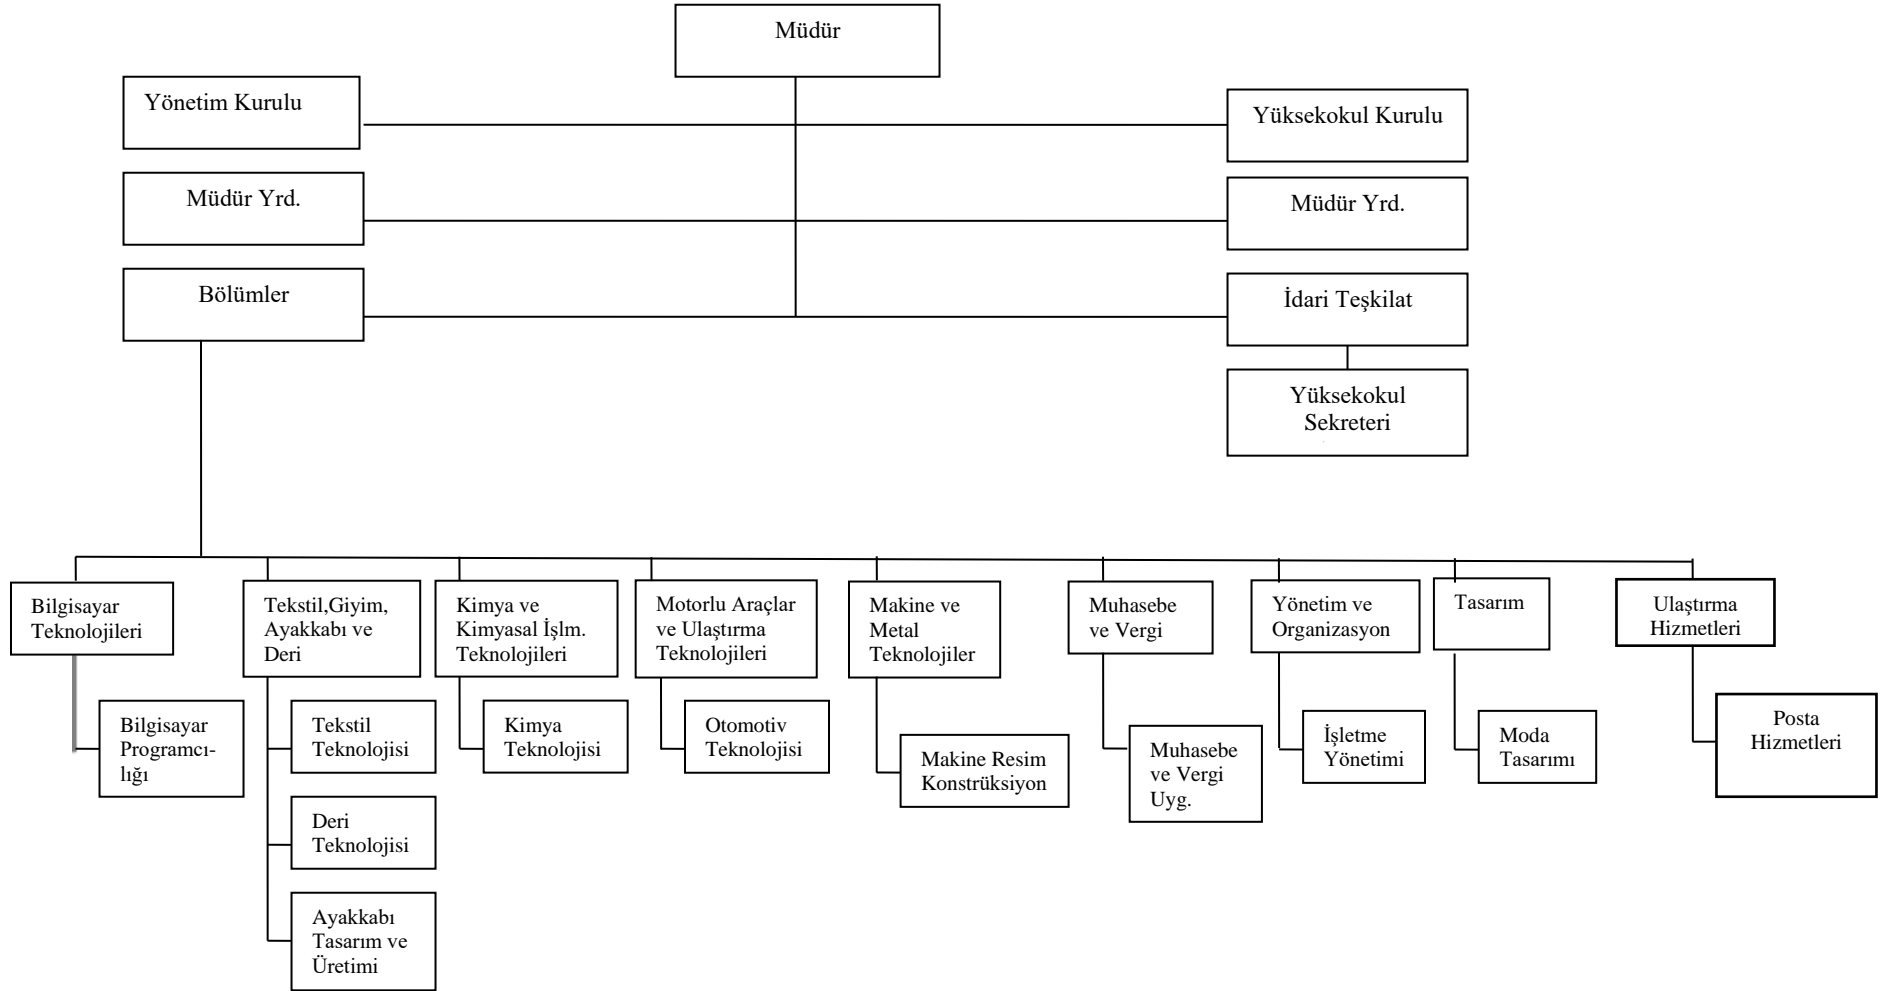 Müdür
Yönetim Kurulu
Yüksekokul Kurulu
Müdür Yrd.
Müdür Yrd.
Bölümler
İdari Teşkilat
Yüksekokul
Sekreteri
Bilgisayar
Teknolojileri
Tekstil,Giyim,
Ayakkabı ve
Deri
Kimya ve
Kimyasal İşlm.
Teknolojileri
Motorlu Araçlar
ve Ulaştırma
Teknolojileri
Makine ve
Metal
Teknolojiler
Muhasebe
ve Vergi
Yönetim ve
Organizasyon
Tasarım
Ulaştırma
Hizmetleri
Bilgisayar
Programcı-
lığı
Tekstil
Teknolojisi
Kimya
Teknolojisi
Otomotiv
Teknolojisi
Makine Resim
Konstrüksiyon
Muhasebe
ve Vergi
Uyg.
İşletme
Yönetimi
Moda
Tasarımı
Posta
Hizmetleri
Deri
Teknolojisi
Ayakkabı
Tasarım ve
Üretimi